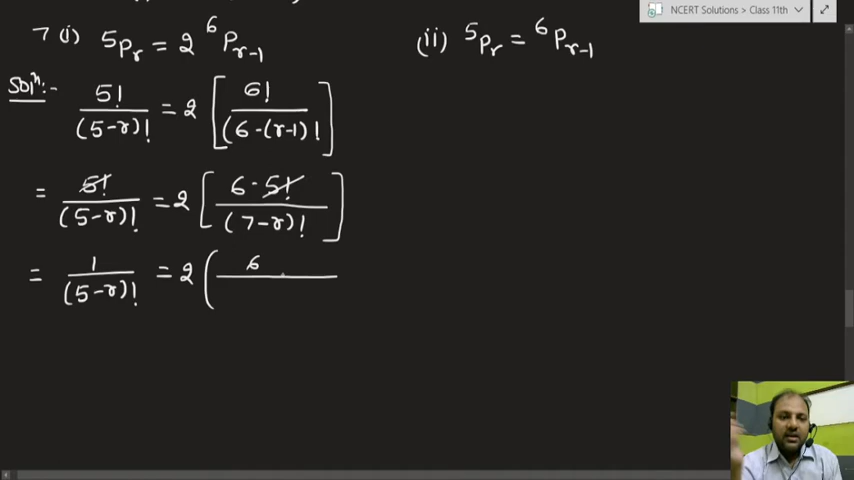 NCERT Solutions > Class 11th
7 (i) ⁵Pᵣ = 2 ⁶Pᵣ₋₁
(ii) ⁵Pᵣ = ⁶Pᵣ₋₁
Solⁿ:- 5!/(5-r)! = 2 [6!/(6-(r-1)!]
= 5!/(5-r)! = 2 [6·5!/(7-r)!]
= 1/(5-r)! = 2 (6